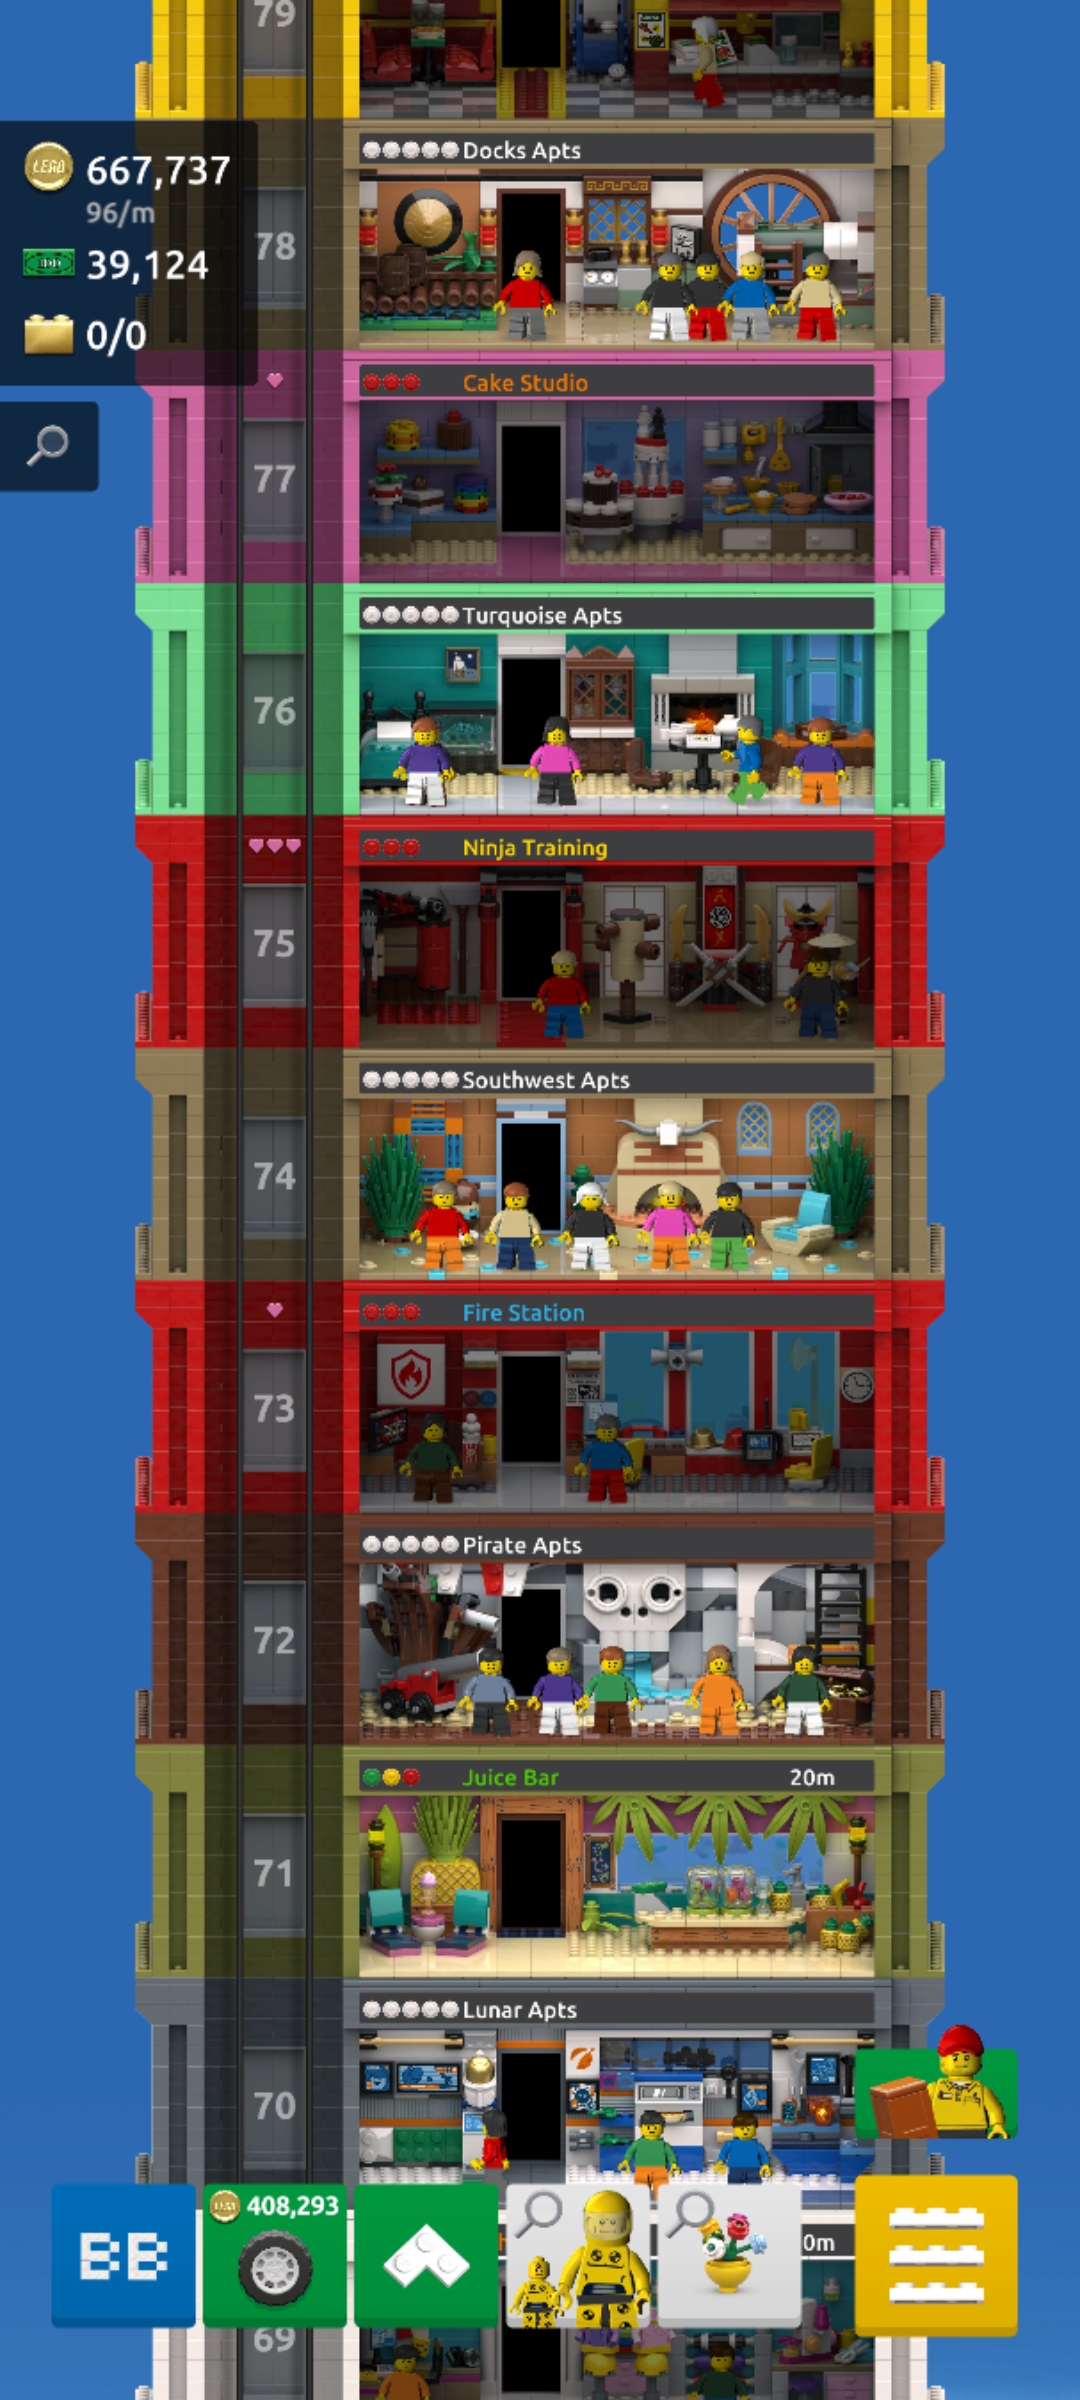 79
Docks Apts
LEGO 667,737
96/m
39,124
78
0/0
Cake Studio
77
Turquoise Apts
76
Ninja Training
75
Southwest Apts
74
Fire Station
73
Pirate Apts
72
Juice Bar 20m
71
Lunar Apts
70
408,293
0m
BB
69